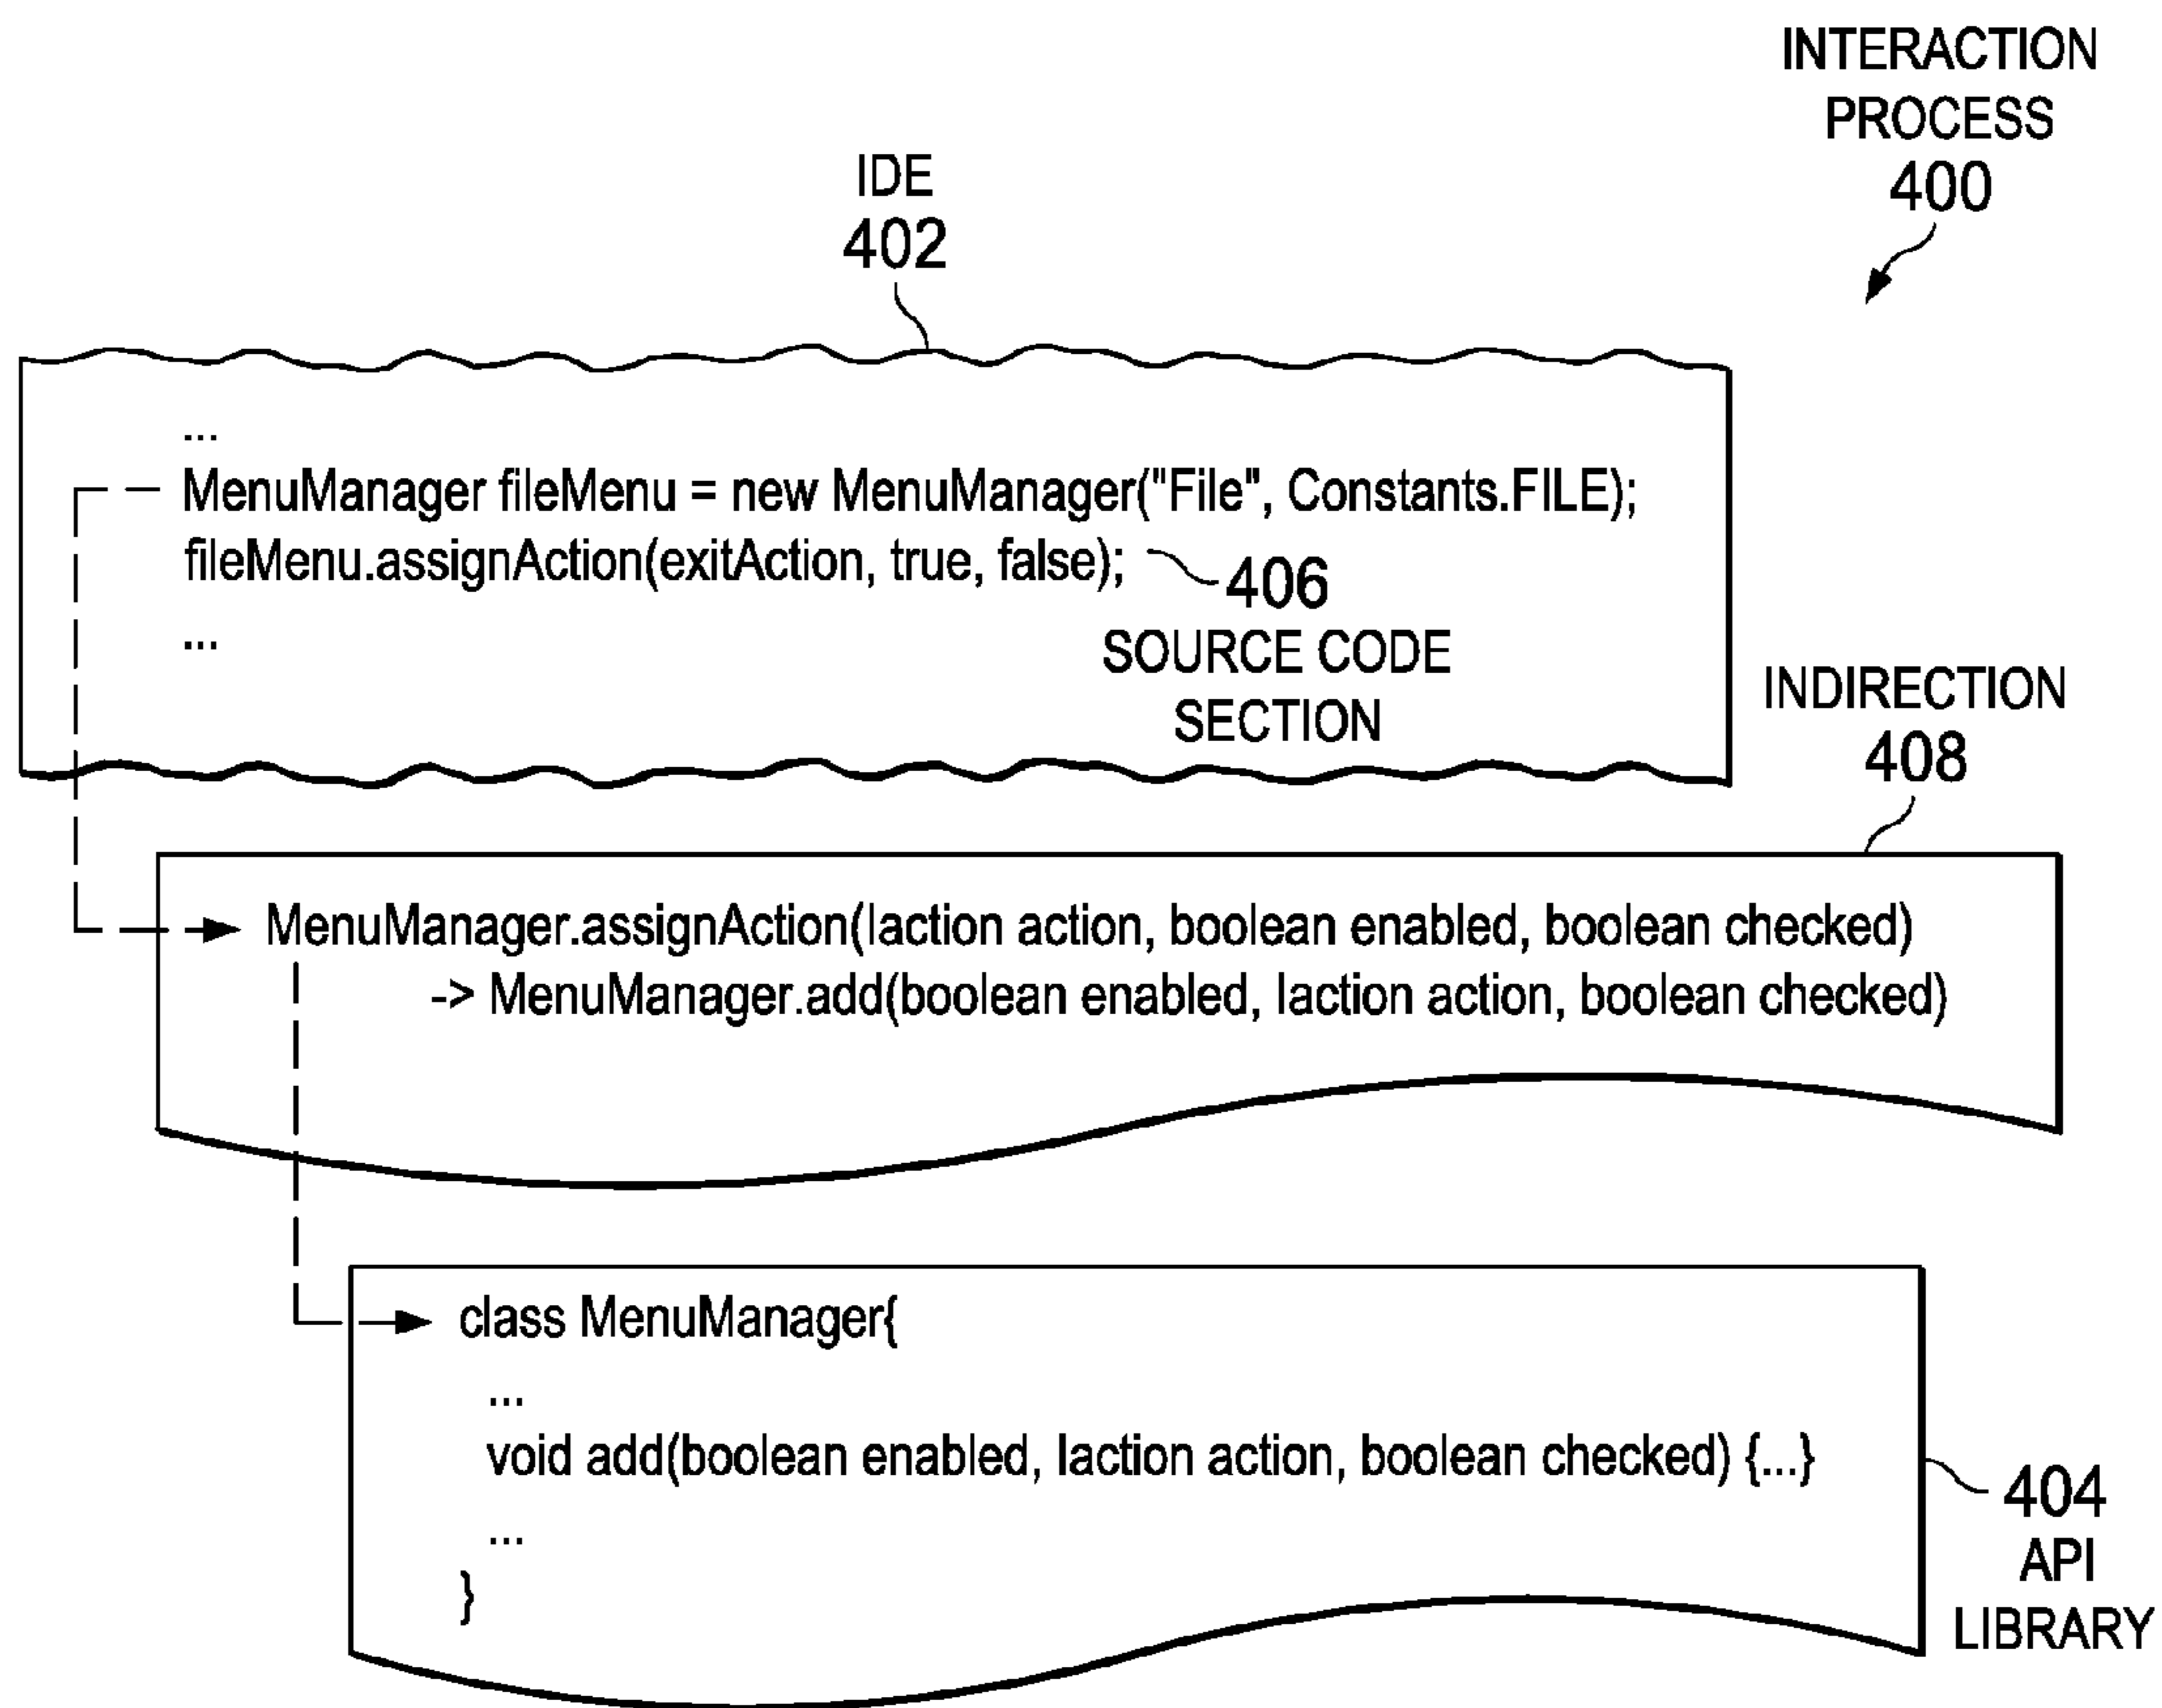 INTERACTION
PROCESS
400
IDE
402
...
MenuManager fileMenu = new MenuManager("File", Constants.FILE);
fileMenu.assignAction(exitAction, true, false);
406
...
SOURCE CODE
SECTION
INDIRECTION
408
MenuManager.assignAction(Iaction action, boolean enabled, boolean checked)
-> MenuManager.add(boolean enabled, Iaction action, boolean checked)
class MenuManager{
...
void add(boolean enabled, Iaction action, boolean checked) {...}
...
}
404
API
LIBRARY